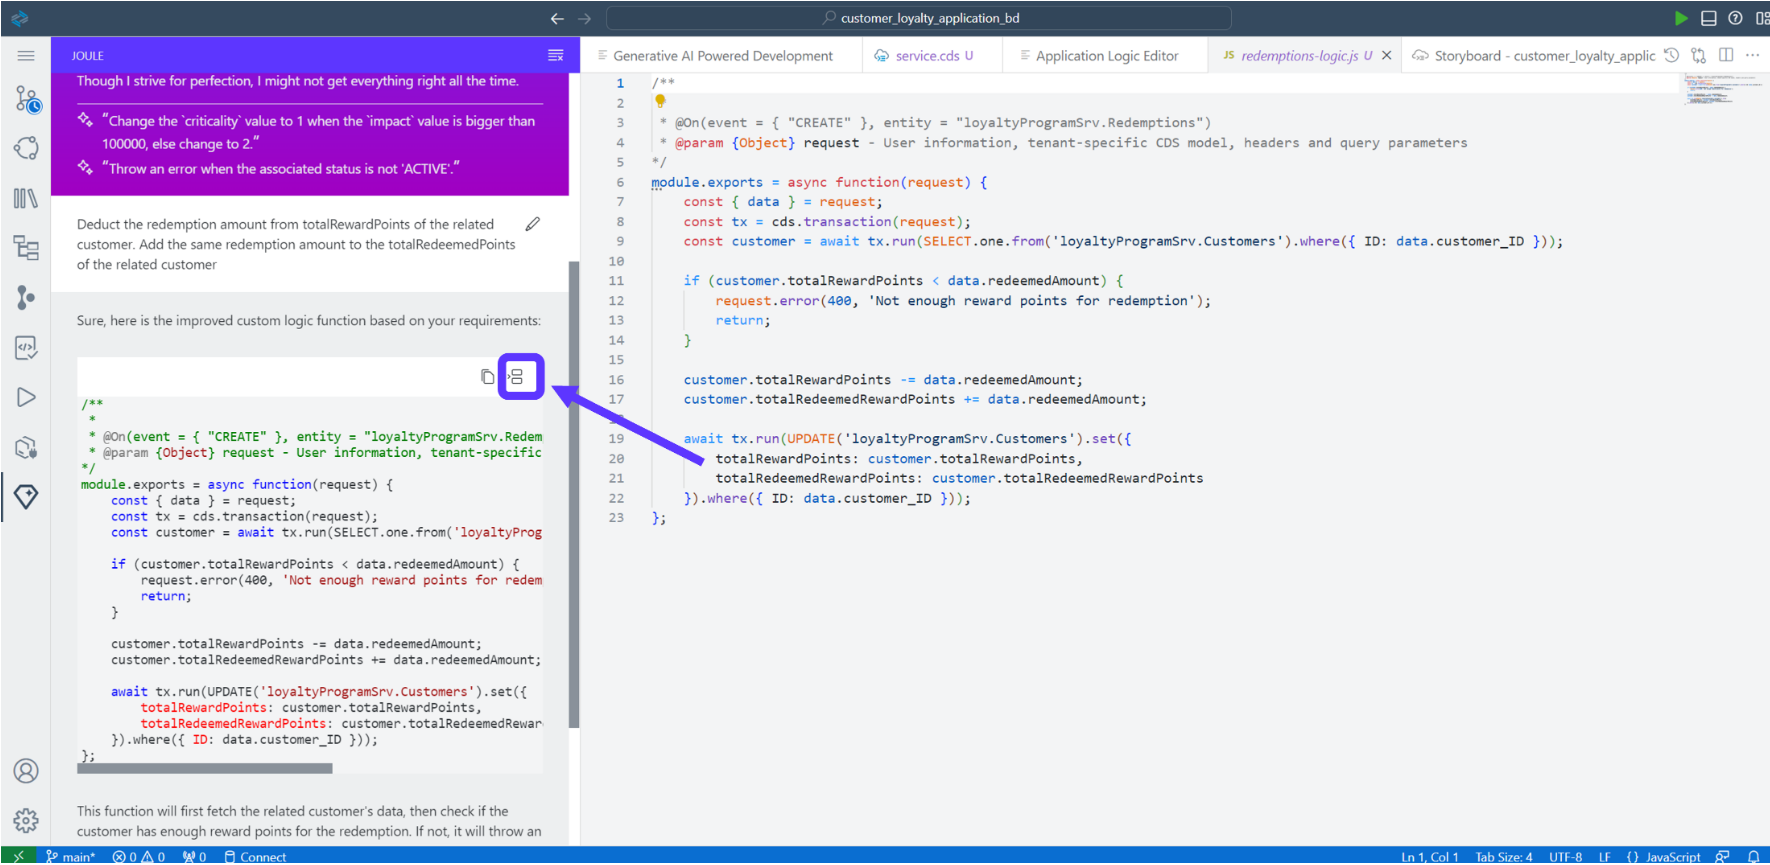 customer_loyalty_application_bd
JOULE
Though I strive for perfection, I might not get everything right all the time.
"Change the `criticality` value to 1 when the `impact` value is bigger than
100000, else change to 2."
"Throw an error when the associated status is not 'ACTIVE'."
Deduct the redemption amount from totalRewardPoints of the related
customer. Add the same redemption amount to the totalRedeemedPoints
of the related customer
Sure, here is the improved custom logic function based on your requirements:
/**
 *
 * @On(event = { "CREATE" }, entity = "loyaltyProgramSrv.Redem
 * @param {Object} request - User information, tenant-specific
*/
module.exports = async function(request) {
    const { data } = request;
    const tx = cds.transaction(request);
    const customer = await tx.run(SELECT.one.from('loyaltyProg
    if (customer.totalRewardPoints < data.redeemedAmount) {
        request.error(400, 'Not enough reward points for redem
        return;
    }
    customer.totalRewardPoints -= data.redeemedAmount;
    customer.totalRedeemedRewardPoints += data.redeemedAmount;
    await tx.run(UPDATE('loyaltyProgramSrv.Customers').set({
        totalRewardPoints: customer.totalRewardPoints,
        totalRedeemedRewardPoints: customer.totalRedeemedRewar
    }).where({ ID: data.customer_ID }));
};
This function will first fetch the related customer's data, then check if the
customer has enough reward points for the redemption. If not, it will throw an
Generative AI Powered Development
service.cds U
Application Logic Editor
JS redemptions-logic.js U
Storyboard - customer_loyalty_applic
1 /**
2
3  * @On(event = { "CREATE" }, entity = "loyaltyProgramSrv.Redemptions")
4  * @param {Object} request - User information, tenant-specific CDS model, headers and query parameters
5 */
6 module.exports = async function(request) {
7     const { data } = request;
8     const tx = cds.transaction(request);
9     const customer = await tx.run(SELECT.one.from('loyaltyProgramSrv.Customers').where({ ID: data.customer_ID }));
10
11     if (customer.totalRewardPoints < data.redeemedAmount) {
12         request.error(400, 'Not enough reward points for redemption');
13         return;
14     }
15
16     customer.totalRewardPoints -= data.redeemedAmount;
17     customer.totalRedeemedRewardPoints += data.redeemedAmount;
19     await tx.run(UPDATE('loyaltyProgramSrv.Customers').set({
20         totalRewardPoints: customer.totalRewardPoints,
21         totalRedeemedRewardPoints: customer.totalRedeemedRewardPoints
22     }).where({ ID: data.customer_ID }));
23 };
main* 0 0 0 Connect
Ln 1, Col 1 Tab Size: 4 UTF-8 LF {} JavaScript